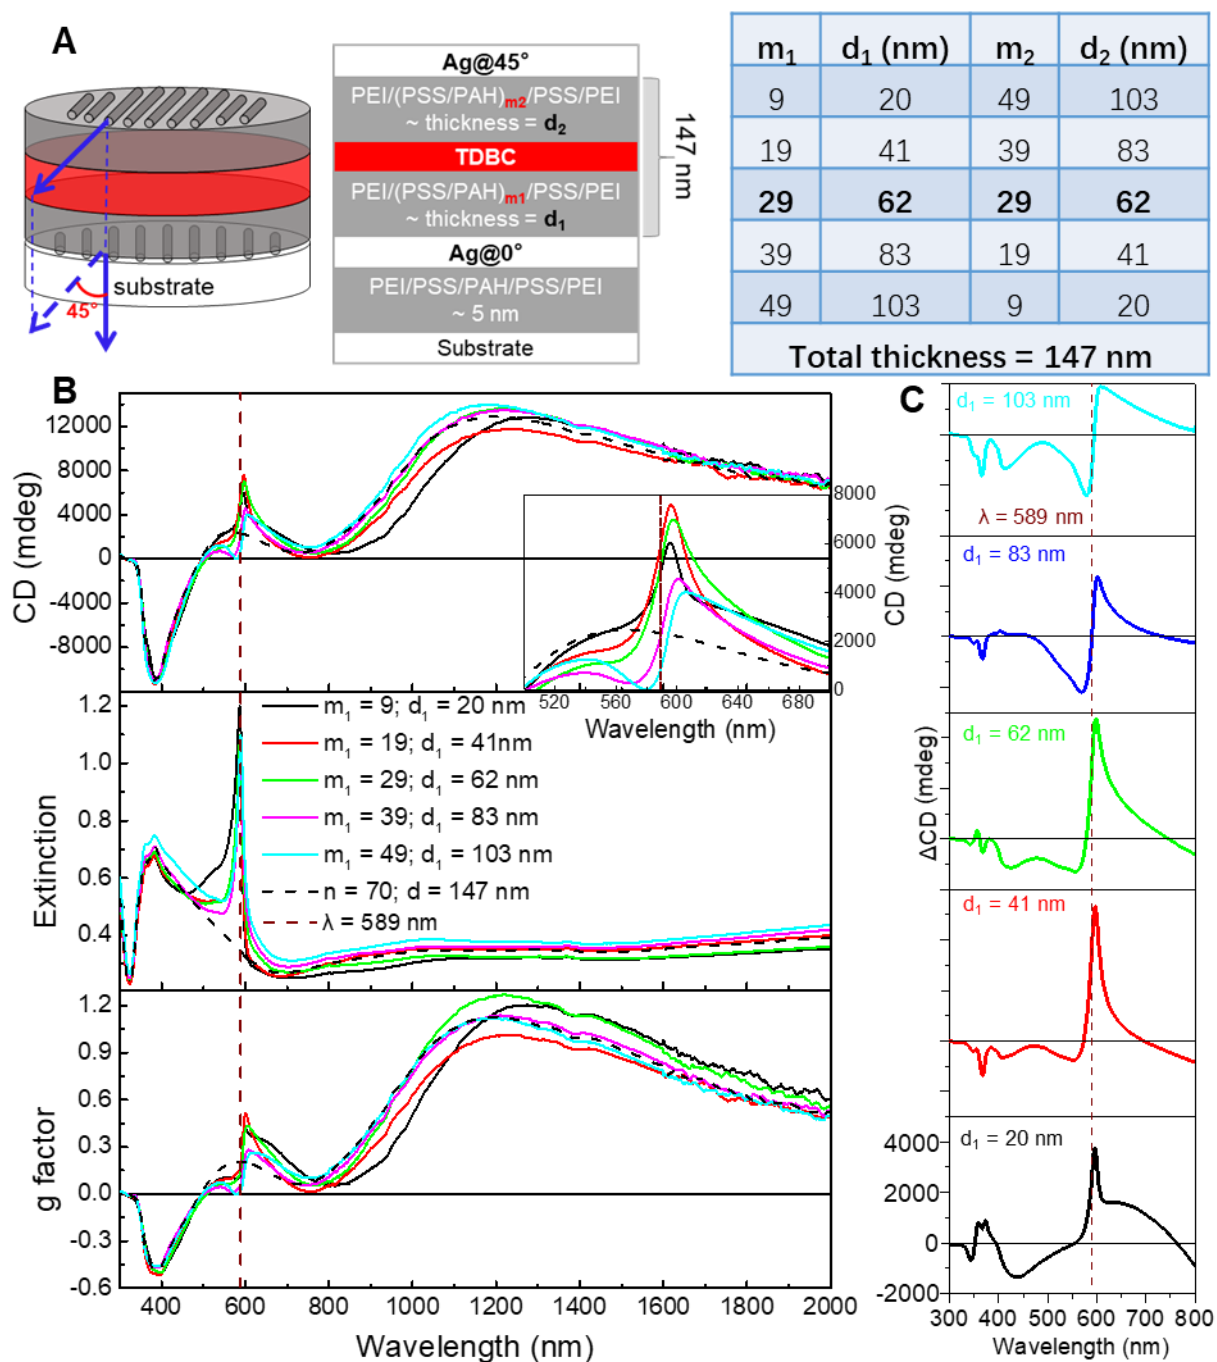 A
substrate
45°
Ag@45°
PEI/(PSS/PAH)m2/PSS/PEI
~ thickness = d2
TDBC
PEI/(PSS/PAH)m1/PSS/PEI
~ thickness = d1
Ag@0°
PEI/PSS/PAH/PSS/PEI
~ 5 nm
Substrate
147 nm
m1 d1 (nm) m2 d2 (nm)
9 20 49 103
19 41 39 83
29 62 29 62
39 83 19 41
49 103 9 20
Total thickness = 147 nm
B
CD (mdeg)
12000
8000
4000
0
-4000
-8000
8000
6000
4000
2000
0
CD (mdeg)
520 560 600 640 680
Wavelength (nm)
Extinction
1.2
1.0
0.8
0.6
0.4
m1 = 9; d1 = 20 nm
m1 = 19; d1 = 41nm
m1 = 29; d1 = 62 nm
m1 = 39; d1 = 83 nm
m1 = 49; d1 = 103 nm
n = 70; d = 147 nm
λ = 589 nm
g factor
1.2
0.9
0.6
0.3
0.0
-0.3
-0.6
400 600 800 1000 1200 1400 1600 1800 2000
Wavelength (nm)
C
d1 = 103 nm
λ = 589 nm
d1 = 83 nm
d1 = 62 nm
ΔCD (mdeg)
d1 = 41 nm
d1 = 20 nm
4000
2000
0
-2000
300 400 500 600 700 800
Wavelength (nm)